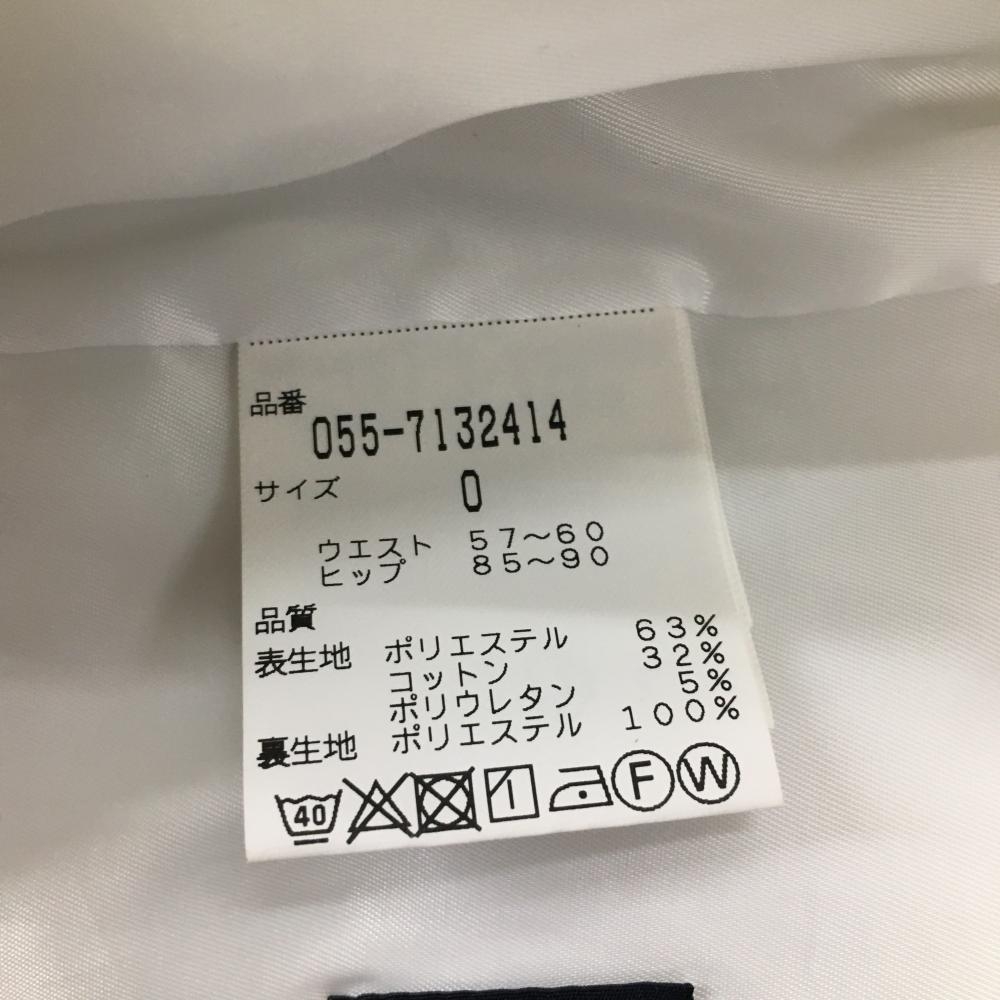 品番
055-7132414
サイズ 0
ウエスト 57～60
ヒップ 85～90
品質
表生地 ポリエステル 63%
コットン 32%
ポリウレタン 5%
裏生地 ポリエステル 100%
40 F W